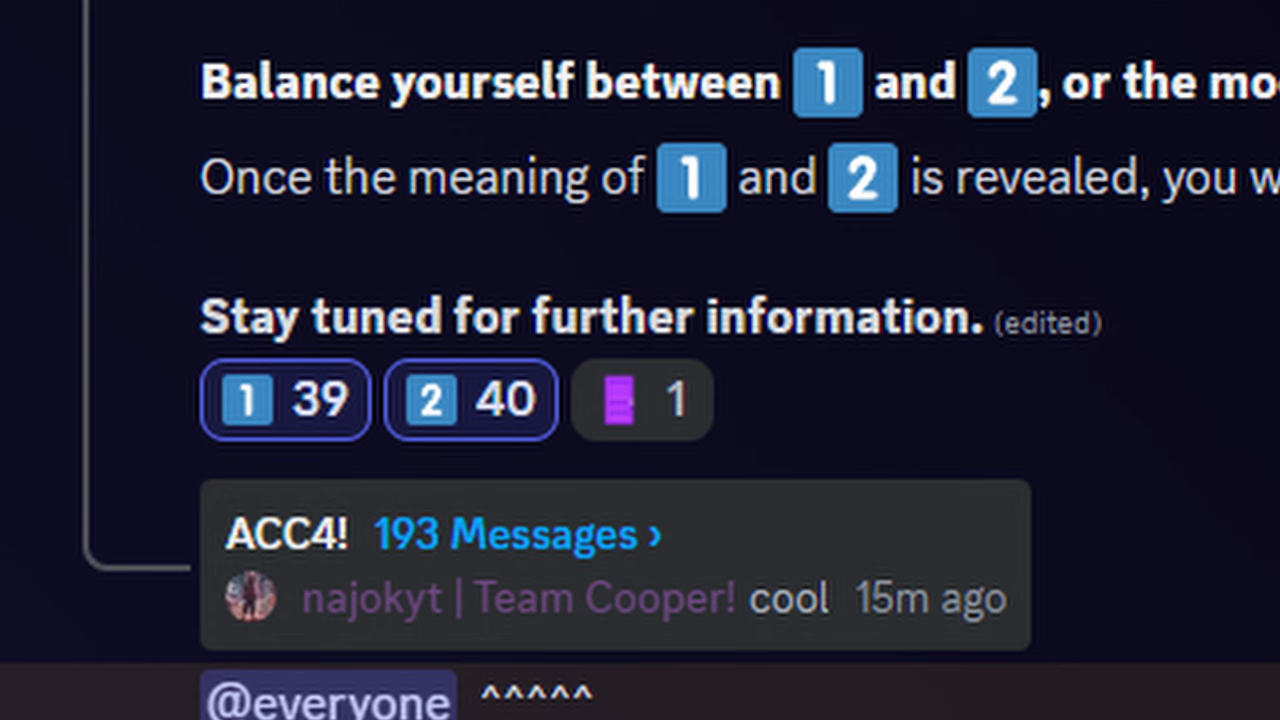 Balance yourself between 1 and 2, or the mo
Once the meaning of 1 and 2 is revealed, you w
Stay tuned for further information. (edited)
1 39 2 40 1
ACC4! 193 Messages ›
najokyt | Team Cooper! cool 15m ago
@everyone ^^^^^